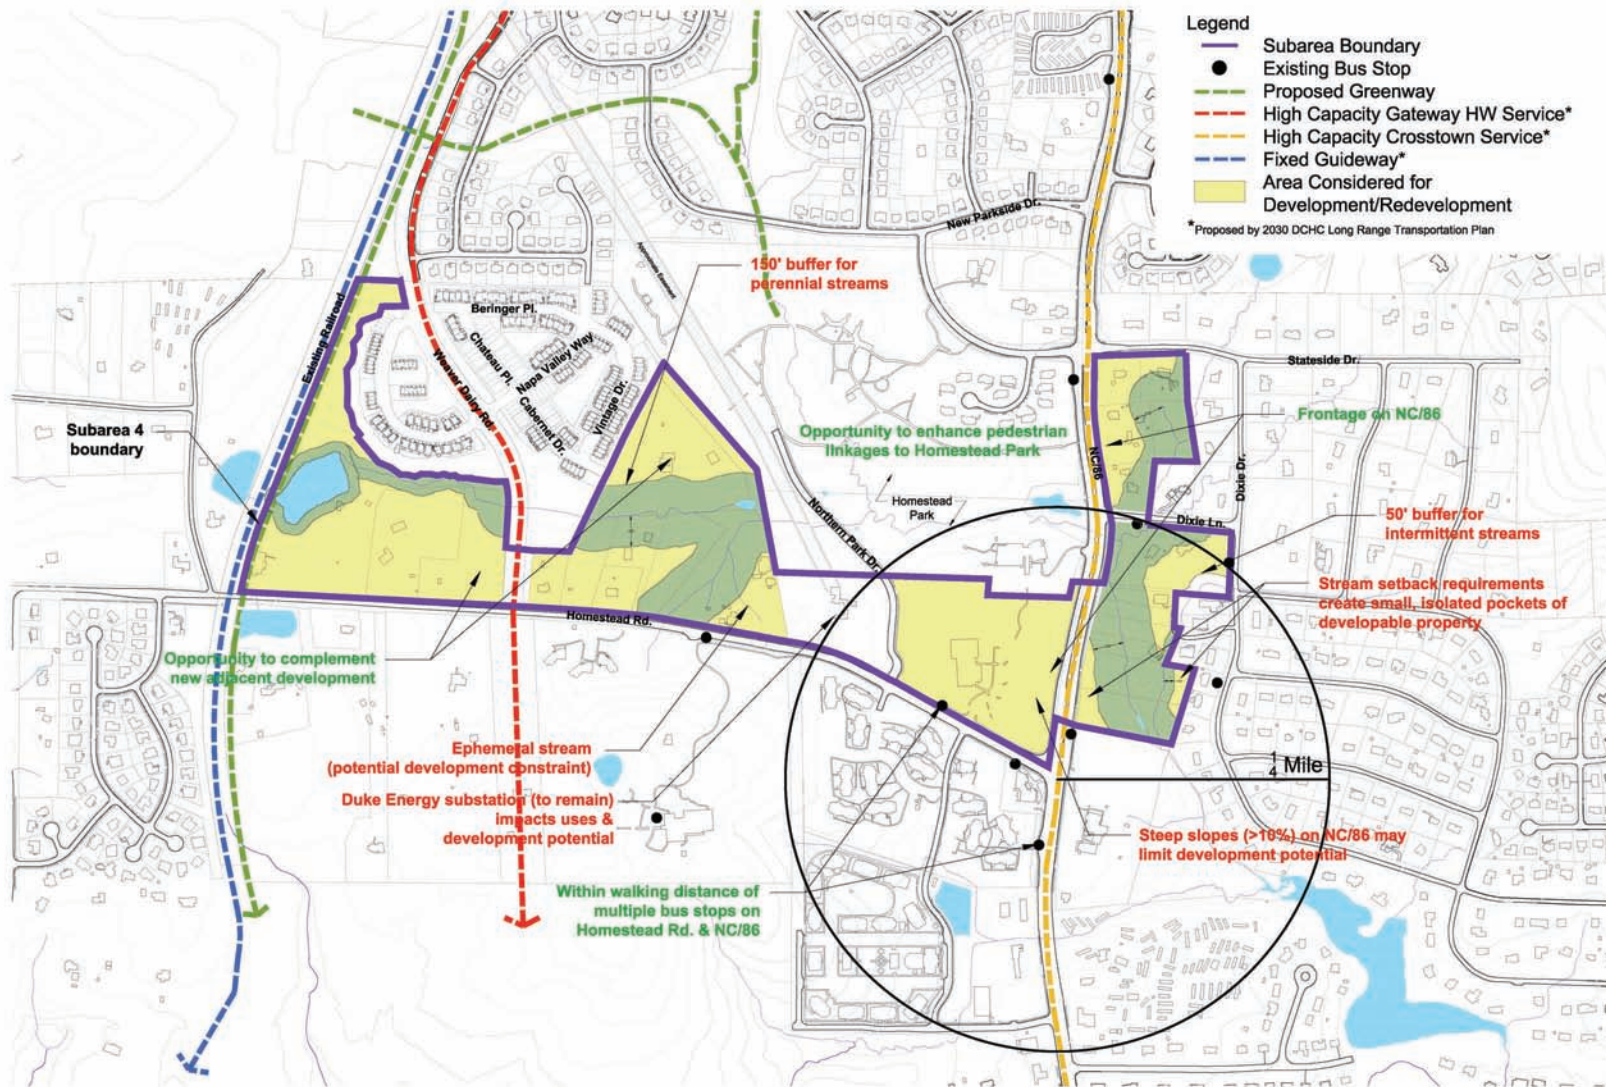 Legend
Subarea Boundary
Existing Bus Stop
Proposed Greenway
High Capacity Gateway HW Service*
High Capacity Crosstown Service*
Fixed Guideway*
Area Considered for
Development/Redevelopment
*Proposed by 2030 DCHC Long Range Transportation Plan
New Parkside Dr.
Approximate Easement
150' buffer for
perennial streams
Existing Railroad
Beringer Pl.
Chateau Pl.
Napa Valley Way
Weaver Dairy Rd.
Cabernet Dr.
Vintage Dr.
Stateside Dr.
Subarea 4
boundary
Opportunity to enhance pedestrian
linkages to Homestead Park
Frontage on NC/86
NC/86
Dixie Dr.
Homestead
Park
Northern Park Dr.
Dixie Ln.
50' buffer for
intermittent streams
Stream setback requirements
create small, isolated pockets of
developable property
Homestead Rd.
Opportunity to complement
new adjacent development
Ephemeral stream
(potential development constraint)
Duke Energy substation (to remain)
impacts uses &
development potential
1/4 Mile
Steep slopes (>10%) on NC/86 may
limit development potential
Within walking distance of
multiple bus stops on
Homestead Rd. & NC/86